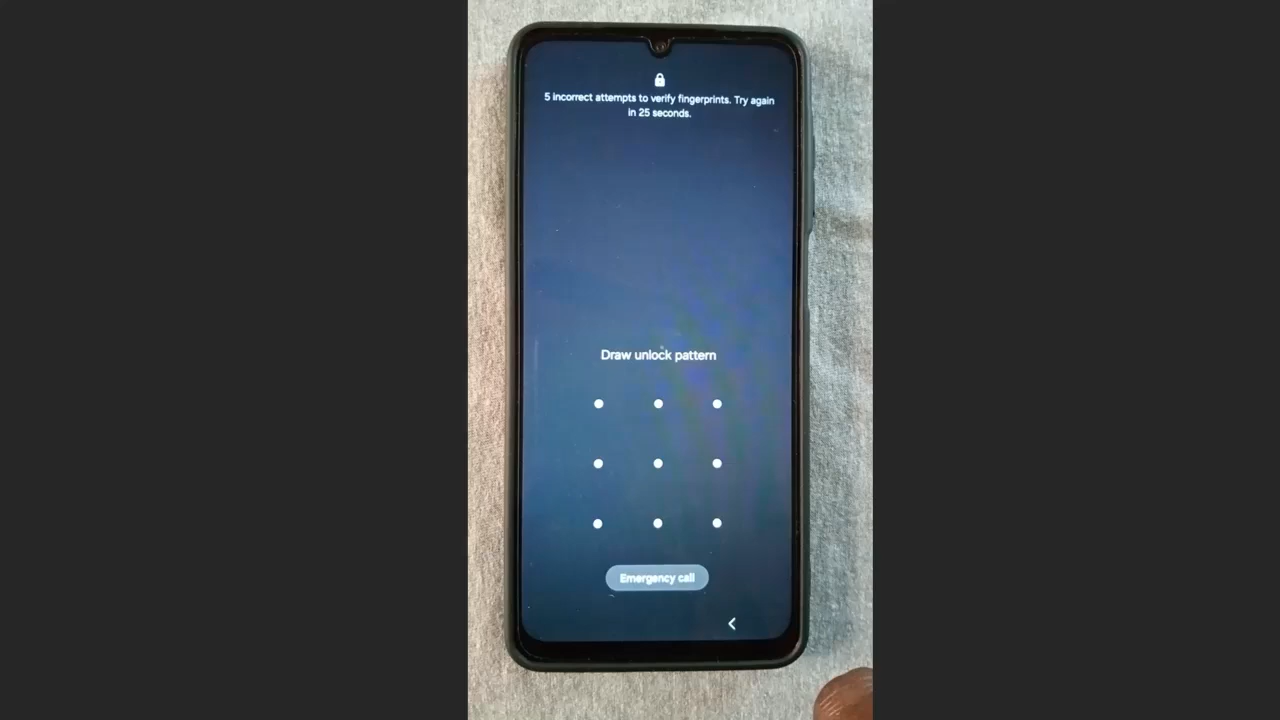 5 incorrect attempts to verify fingerprints. Try again
in 25 seconds.
Draw unlock pattern
Emergency call